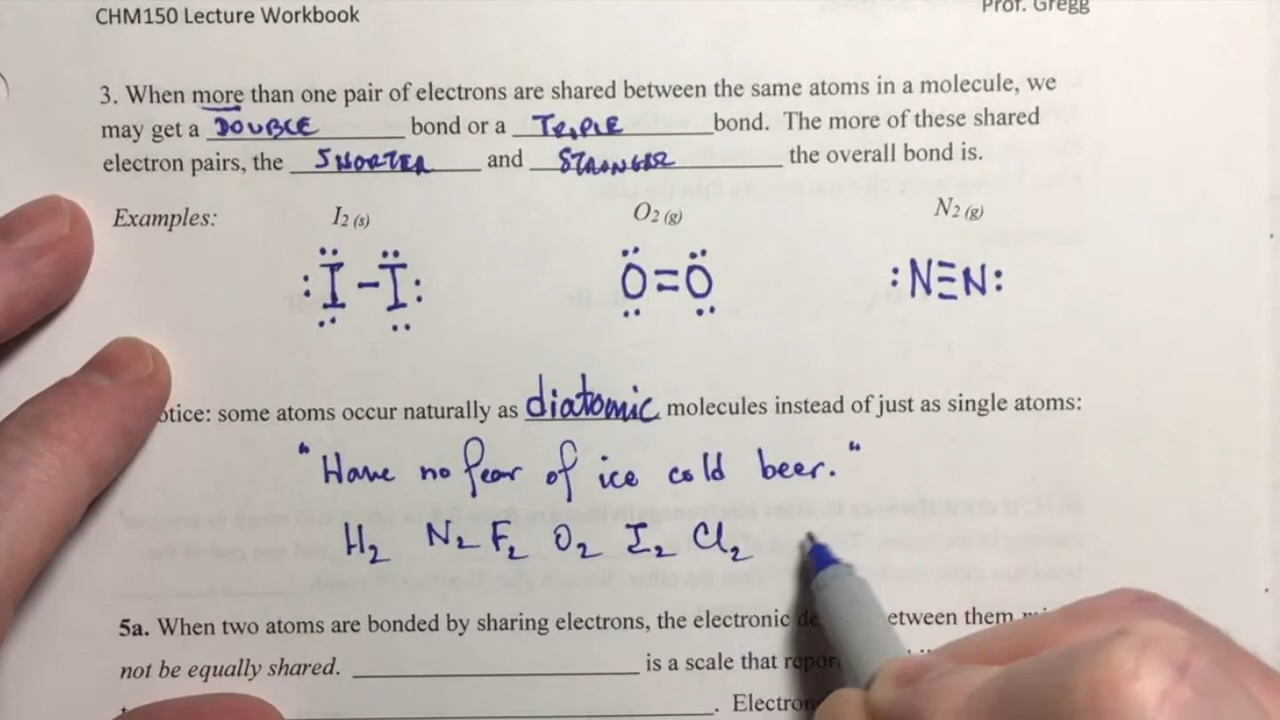 CHM150 Lecture Workbook
Prof. Gregg
3. When more than one pair of electrons are shared between the same atoms in a molecule, we
may get a DOUBLE bond or a TRIPLE bond. The more of these shared
electron pairs, the SHORTER and STRONGER the overall bond is.
Examples: I2 (s) O2 (g) N2 (g)
:I-I: O=O :N≡N:
otice: some atoms occur naturally as diatomic molecules instead of just as single atoms:
"Have no fear of ice cold beer."
H2 N2 F2 O2 I2 Cl2
5a. When two atoms are bonded by sharing electrons, the electronic de etween them
not be equally shared. is a scale that repor
. Electron